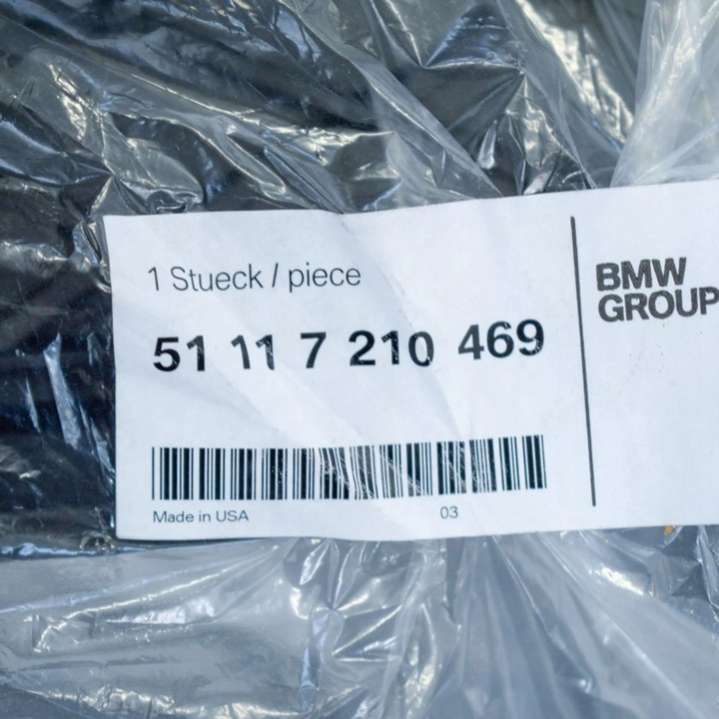 1 Stueck / piece
51 11 7 210 469
Made in USA
03
BMW
GROUP